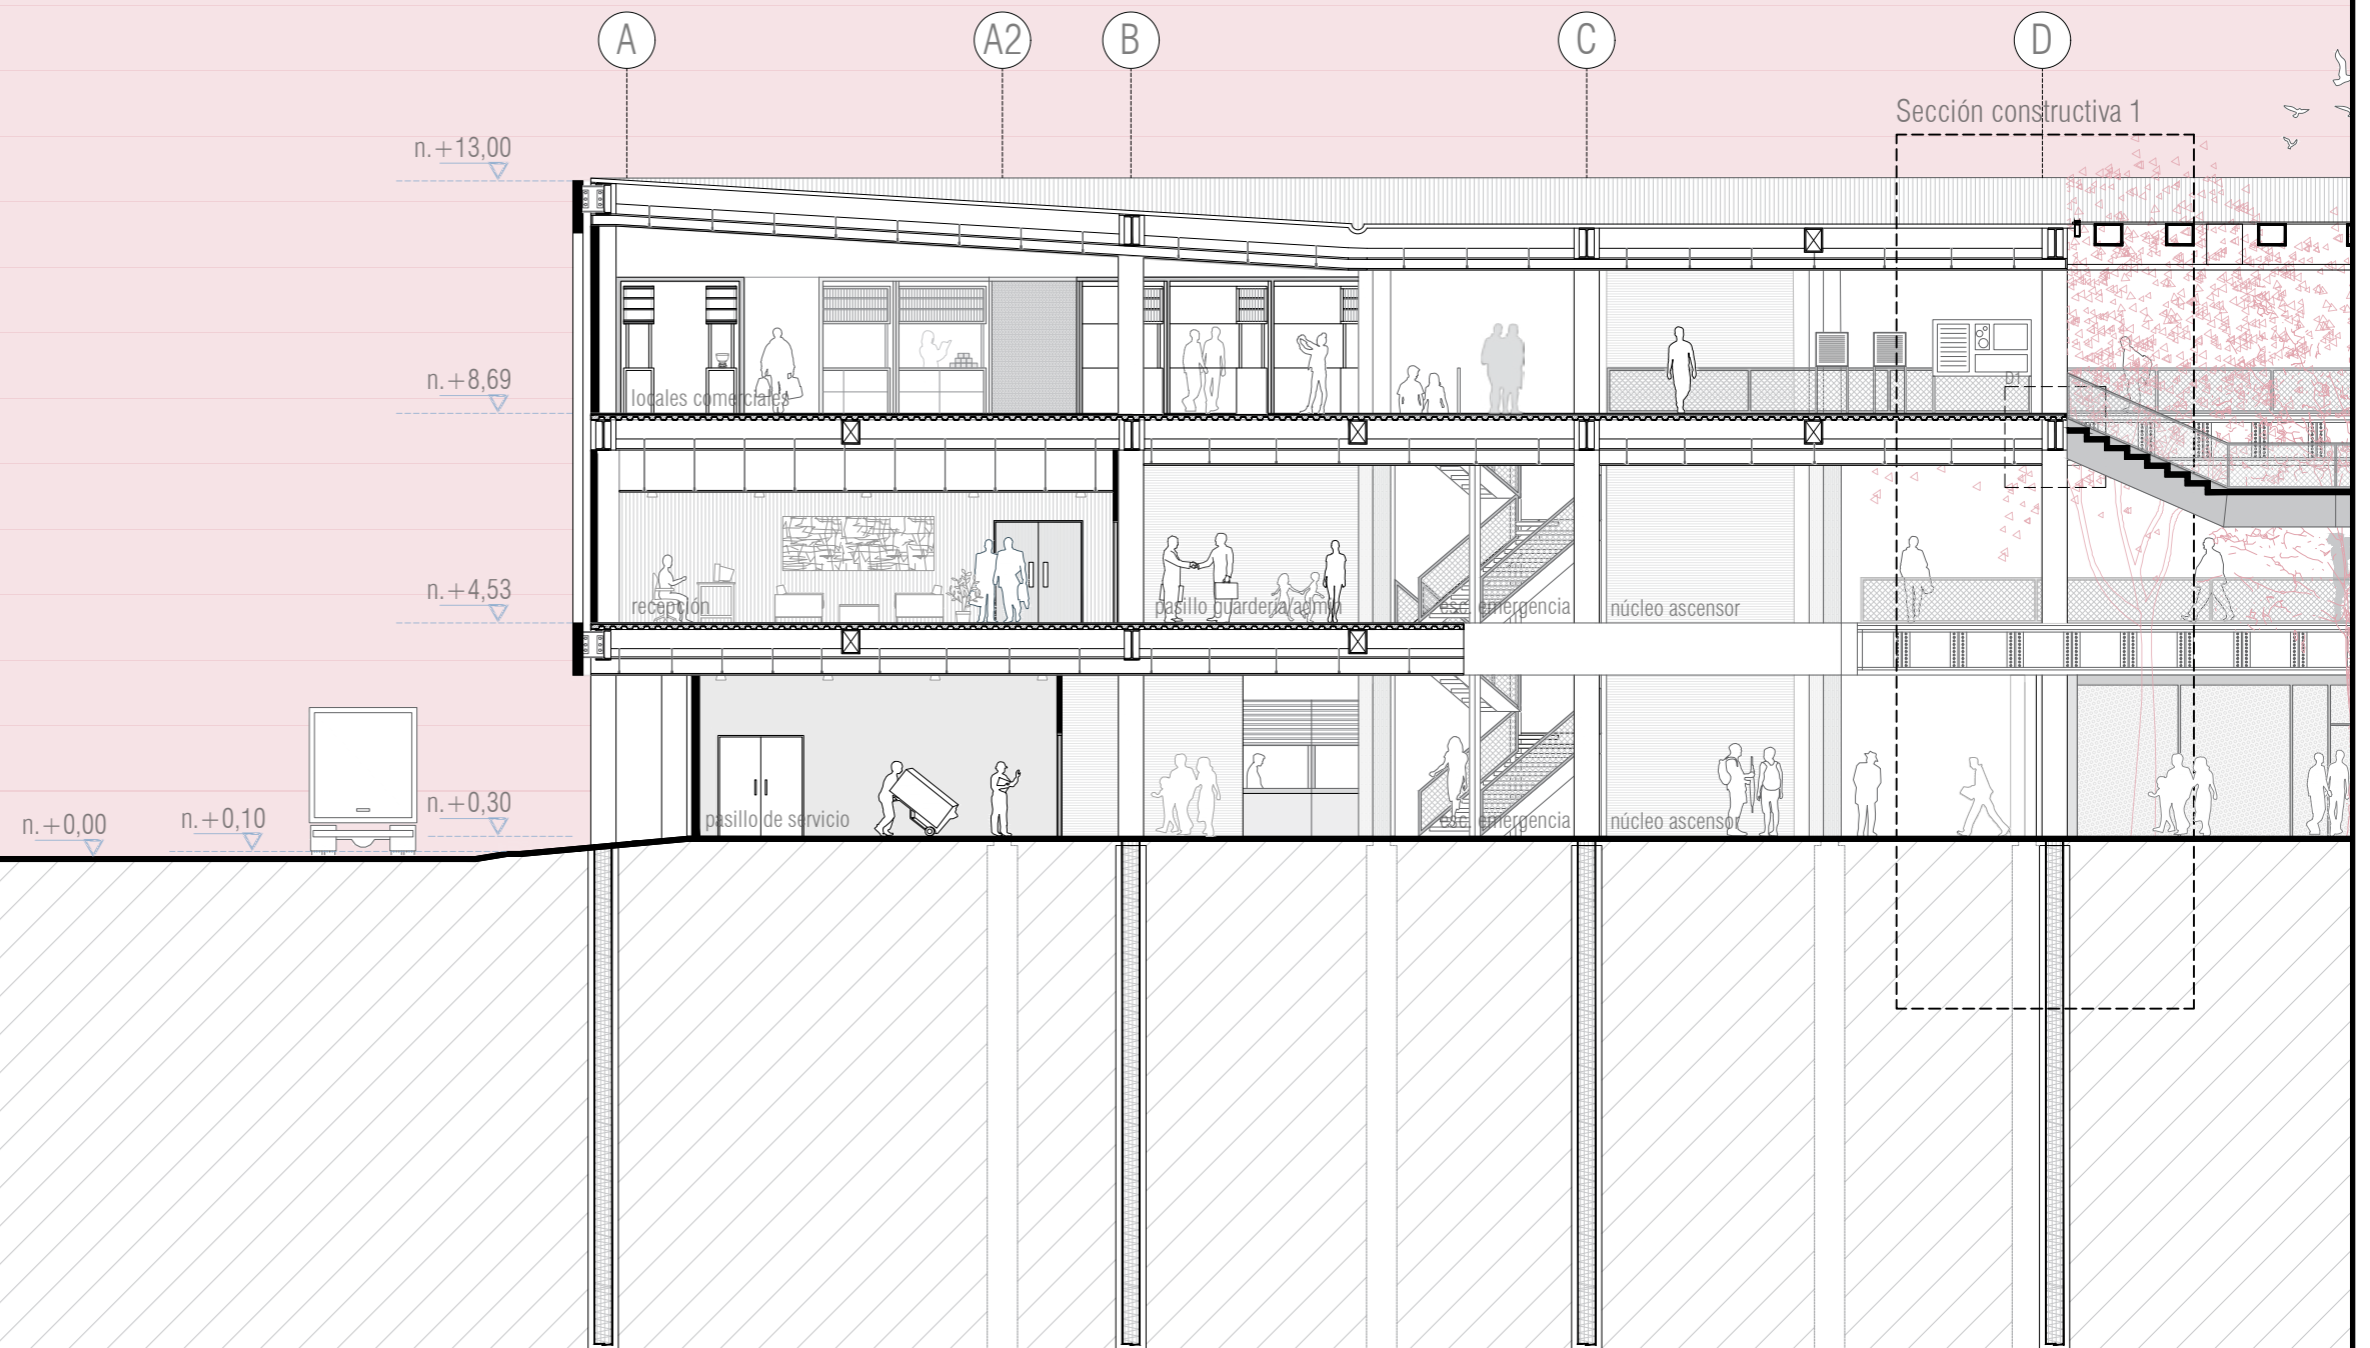 A A2 B C D
Sección constructiva 1
n.+13,00
n.+8,69
D1
locales comerciales
n.+4,53
recepción
pasillo guardería/admin
esc. emergencia
núcleo ascensor
n.+0,30
n.+0,10
n.+0,00
pasillo de servicio
esc. emergencia
núcleo ascensor